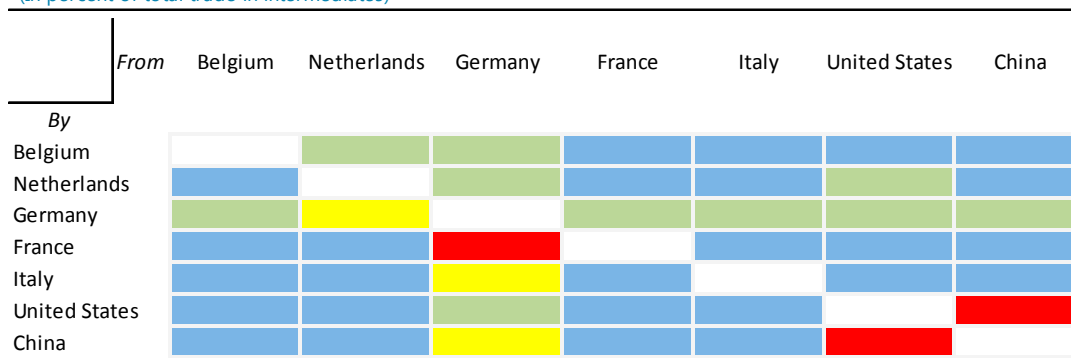 From Belgium Netherlands Germany France Italy United States China
By
Belgium
Netherlands
Germany
France
Italy
United States
China